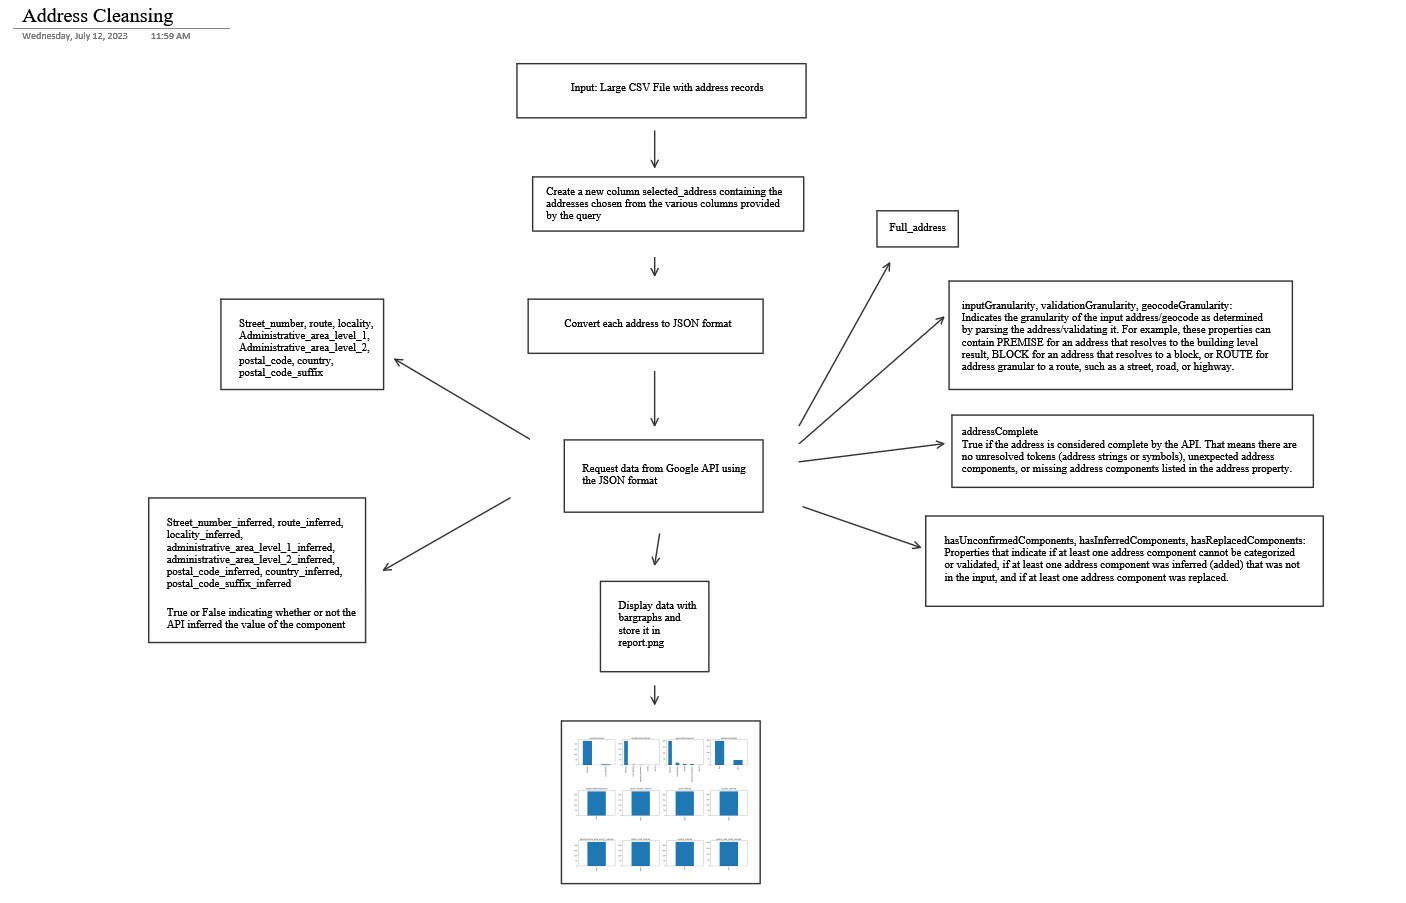 Address Cleansing
Wednesday, July 12, 2023 11:59 AM
Input: Large CSV File with address records
Create a new column selected_address containing the
addresses chosen from the various columns provided
by the query
Full_address
Convert each address to JSON format
Street_number, route, locality,
Administrative_area_level_1,
Administrative_area_level_2,
postal_code, country,
postal_code_suffix
inputGranularity, validationGranularity, geocodeGranularity:
Indicates the granularity of the input address/geocode as determined
by parsing the address/validating it. For example, these properties can
contain PREMISE for an address that resolves to the building level
result, BLOCK for an address that resolves to a block, or ROUTE for
address granular to a route, such as a street, road, or highway.
addressComplete
True if the address is considered complete by the API. That means there are
no unresolved tokens (address strings or symbols), unexpected address
components, or missing address components listed in the address property.
Request data from Google API using
the JSON format
Street_number_inferred, route_inferred,
locality_inferred,
administrative_area_level_1_inferred,
administrative_area_level_2_inferred,
postal_code_inferred, country_inferred,
postal_code_suffix_inferred
True or False indicating whether or not the
API inferred the value of the component
hasUnconfirmedComponents, hasInferredComponents, hasReplacedComponents:
Properties that indicate if at least one address component cannot be categorized
or validated, if at least one address component was inferred (added) that was not
in the input, and if at least one address component was replaced.
Display data with
bargraphs and
store it in
report.png